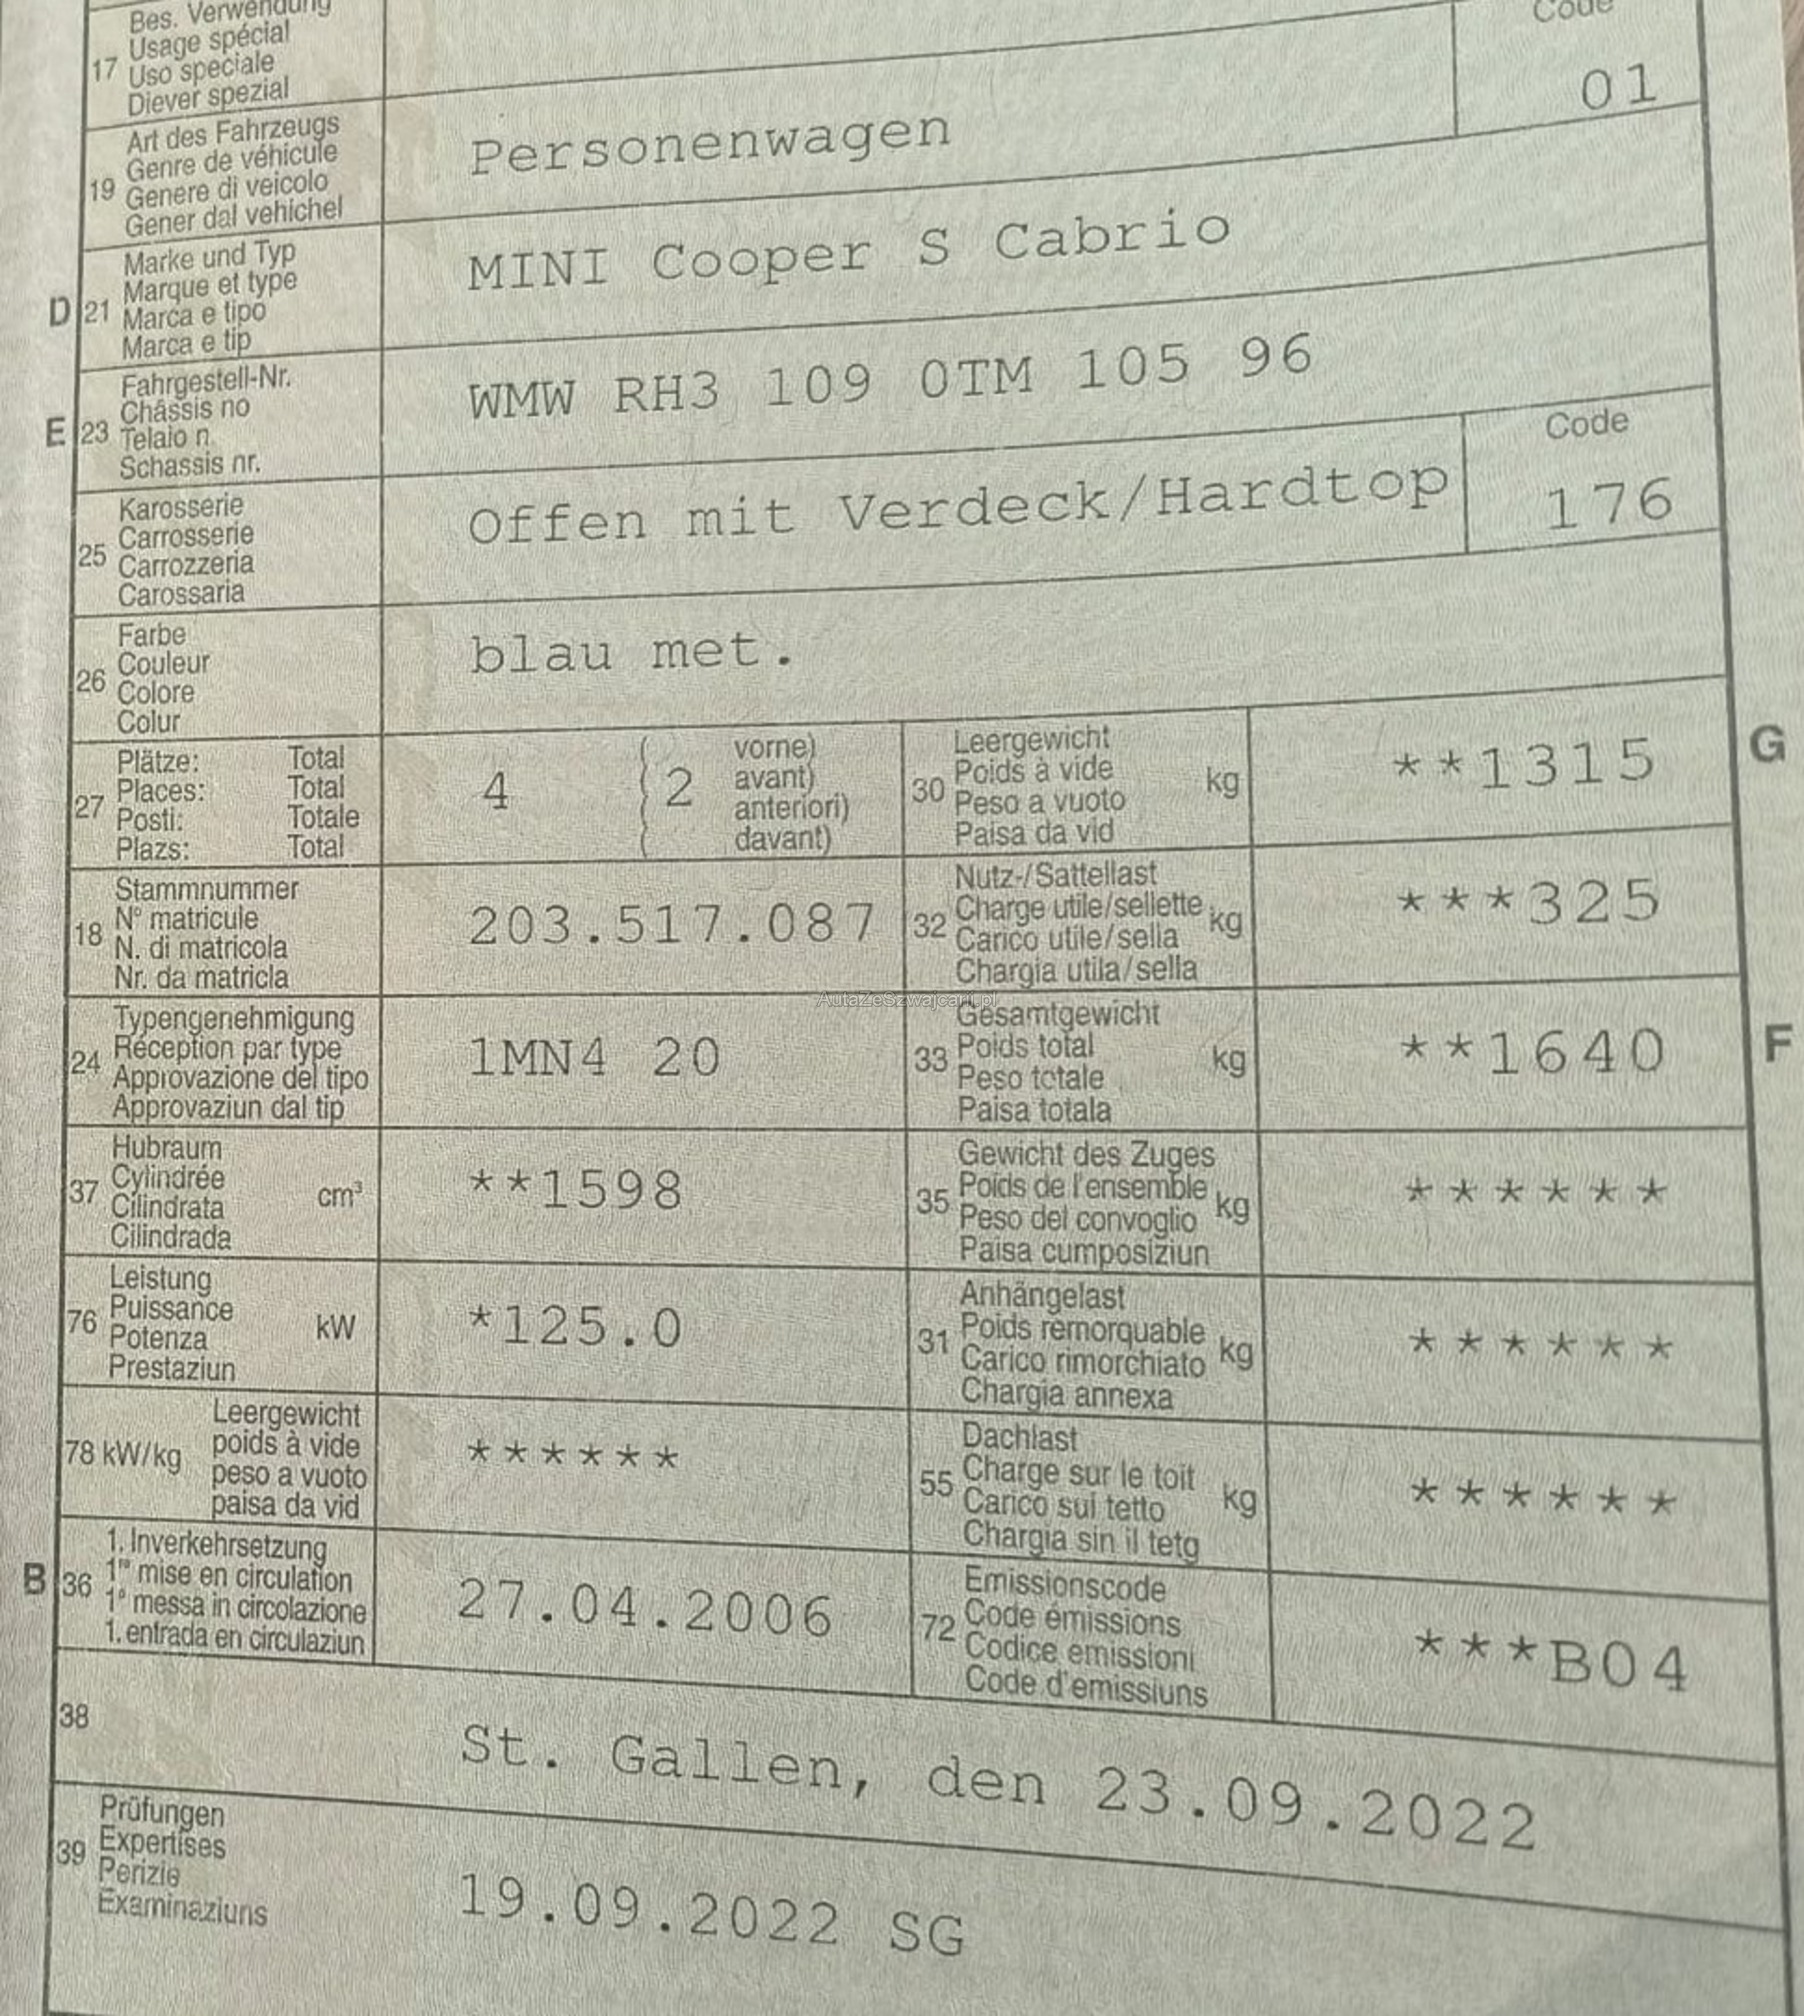 Bes. Verwendung
17 Usage spécial
Uso speciale
Diever spezial
Code
01
Art des Fahrzeugs
19 Genre de véhicule
Genere di veicolo
Gener dal vehichel
Personenwagen
Marke und Typ
D 21 Marque et type
Marca e tipo
Marca e tip
MINI Cooper S Cabrio
Fahrgestell-Nr.
E 23 Châssis no
Telaio n.
Schassis nr.
WMW RH3 109 0TM 105 96
Karosserie
25 Carrosserie
Carrozzeria
Carossaria
Offen mit Verdeck/Hardtop
Code
176
Farbe
26 Couleur
Colore
Colur
blau met.
27 Plätze: Total
Places: Total
Posti: Totale
Plazs: Total
4 ( 2 vorne)
avant)
anteriori)
davant)
30 Leergewicht
Poids à vide kg
Peso a vuoto
Paisa da vid
**1315
G
18 Stammnummer
N° matricule
N. di matricola
Nr. da matricla
203.517.087
32 Nutz-/Sattellast
Charge utile/sellette kg
Carico utile/sella
Chargia utila/sella
***325
AutaZeSzwajcarii.pl
24 Typengenehmigung
Réception par type
Approvazione del tipo
Approvaziun dal tip
1MN4 20
33 Gesamtgewicht
Poids total kg
Peso totale
Paisa totala
**1640
F
37 Hubraum
Cylindrée cm³
Cilindrata
Cilindrada
**1598
35 Gewicht des Zuges
Poids de l'ensemble kg
Peso del convoglio
Paisa cumposiziun
******
76 Leistung
Puissance kW
Potenza
Prestaziun
*125.0
31 Anhängelast
Poids remorquable kg
Carico rimorchiato
Chargia annexa
******
78 kW/kg Leergewicht
poids à vide
peso a vuoto
paisa da vid
******
55 Dachlast
Charge sur le toit kg
Carico sul tetto
Chargia sin il tetg
******
B 36 1. Inverkehrsetzung
1re mise en circulation
1a messa in circolazione
1. entrada en circulaziun
27.04.2006
72 Emissionscode
Code émissions
Codice emissioni
Code d'emissiuns
***B04
38
St. Gallen, den 23.09.2022
39 Prüfungen
Expertises
Perizie
Examinaziuns
19.09.2022 SG